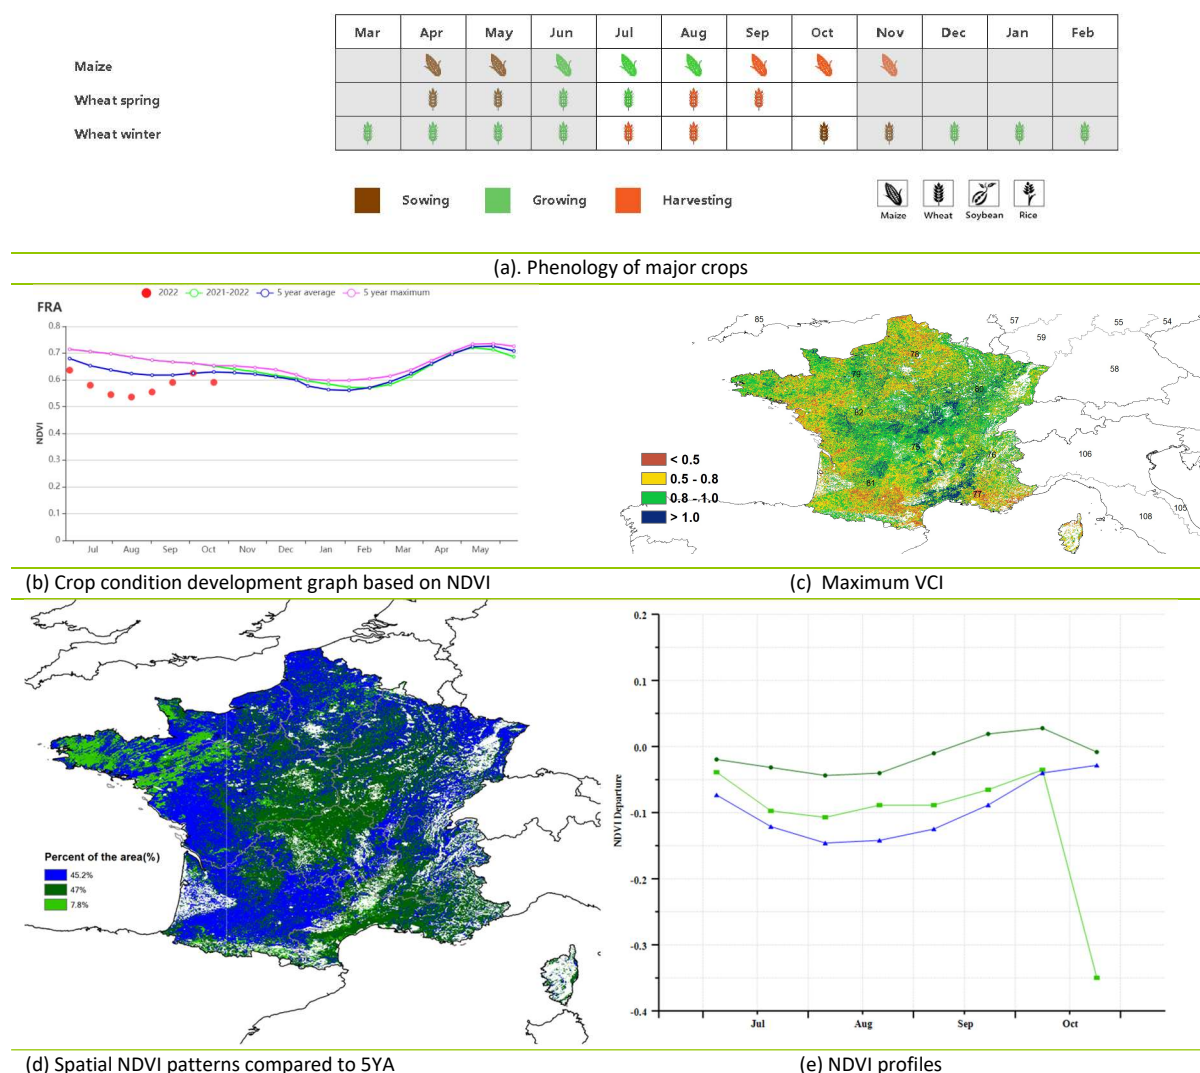 Mar Apr May Jun Jul Aug Sep Oct Nov Dec Jan Feb
Maize
Wheat spring
Wheat winter
Sowing Growing Harvesting
Maize Wheat Soybean Rice
(a). Phenology of major crops
2022 2021-2022 5 year average 5 year maximum
FRA
NDVI
0.8
0.7
0.6
0.5
0.4
0.3
0.2
0.1
0
Jul Aug Sep Oct Nov Dec Jan Feb Mar Apr May
85 57 55 54
59
78
58
79
80
82
75
76
106
81
77
105
108
< 0.5
0.5 - 0.8
0.8 - 1.0
> 1.0
(b) Crop condition development graph based on NDVI
(c) Maximum VCI
Percent of the area(%)
45.2%
47%
7.8%
NDVI Departure
0.2
0.1
0.0
-0.1
-0.2
-0.3
-0.4
Jul Aug Sep Oct
(d) Spatial NDVI patterns compared to 5YA
(e) NDVI profiles